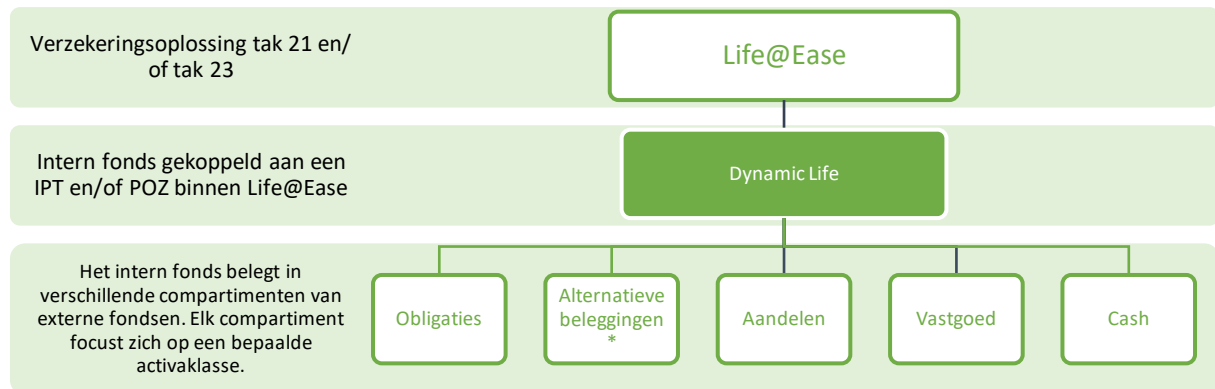 Verzekeringsoplossing tak 21 en/
of tak 23
Life@Ease
Intern fonds gekoppeld aan een
IPT en/of POZ binnen Life@Ease
Dynamic Life
Het intern fonds belegt in
verschillende compartimenten van
externe fondsen. Elk compartiment
focust zich op een bepaalde
activaklasse.
Obligaties
Alternatieve
beleggingen
*
Aandelen
Vastgoed
Cash